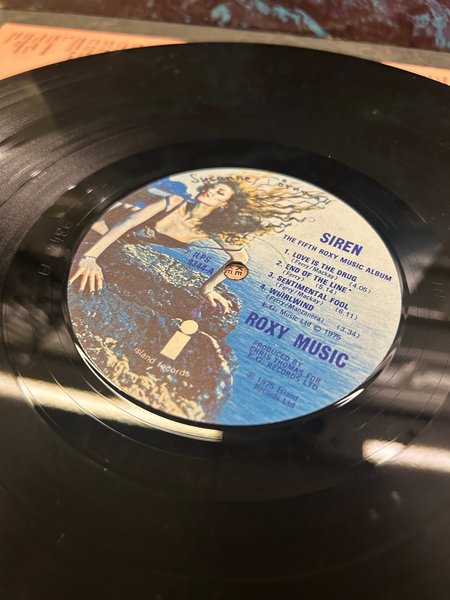 SIREN
THE FIFTH ROXY MUSIC ALBUM
1. LOVE IS THE DRUG
(Ferry/Mackay) (4.05)
2. END OF THE LINE
(Ferry) (5.14)
3. SENTIMENTAL FOOL
(Ferry/Mackay) (6.11)
4. WHIRLWIND
(Ferry/Manzanera) (3.34)
E.G. Music Ltd © 1975
ROXY MUSIC
PRODUCED BY
CHRIS THOMAS FOR
E.G. RECORDS LTD
℗ 1975 Island
Records Ltd
ILPS
9344-A
i
island records
Suzanne